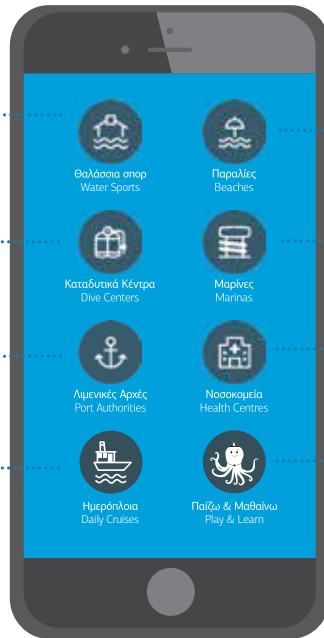 Θαλάσσια σπορ
Water Sports
Παραλίες
Beaches
Καταδυτικά Κέντρα
Dive Centers
Μαρίνες
Marinas
Λιμενικές Αρχές
Port Authorities
Νοσοκομεία
Health Centres
Ημερόπλοια
Daily Cruises
Παίζω & Μαθαίνω
Play & Learn